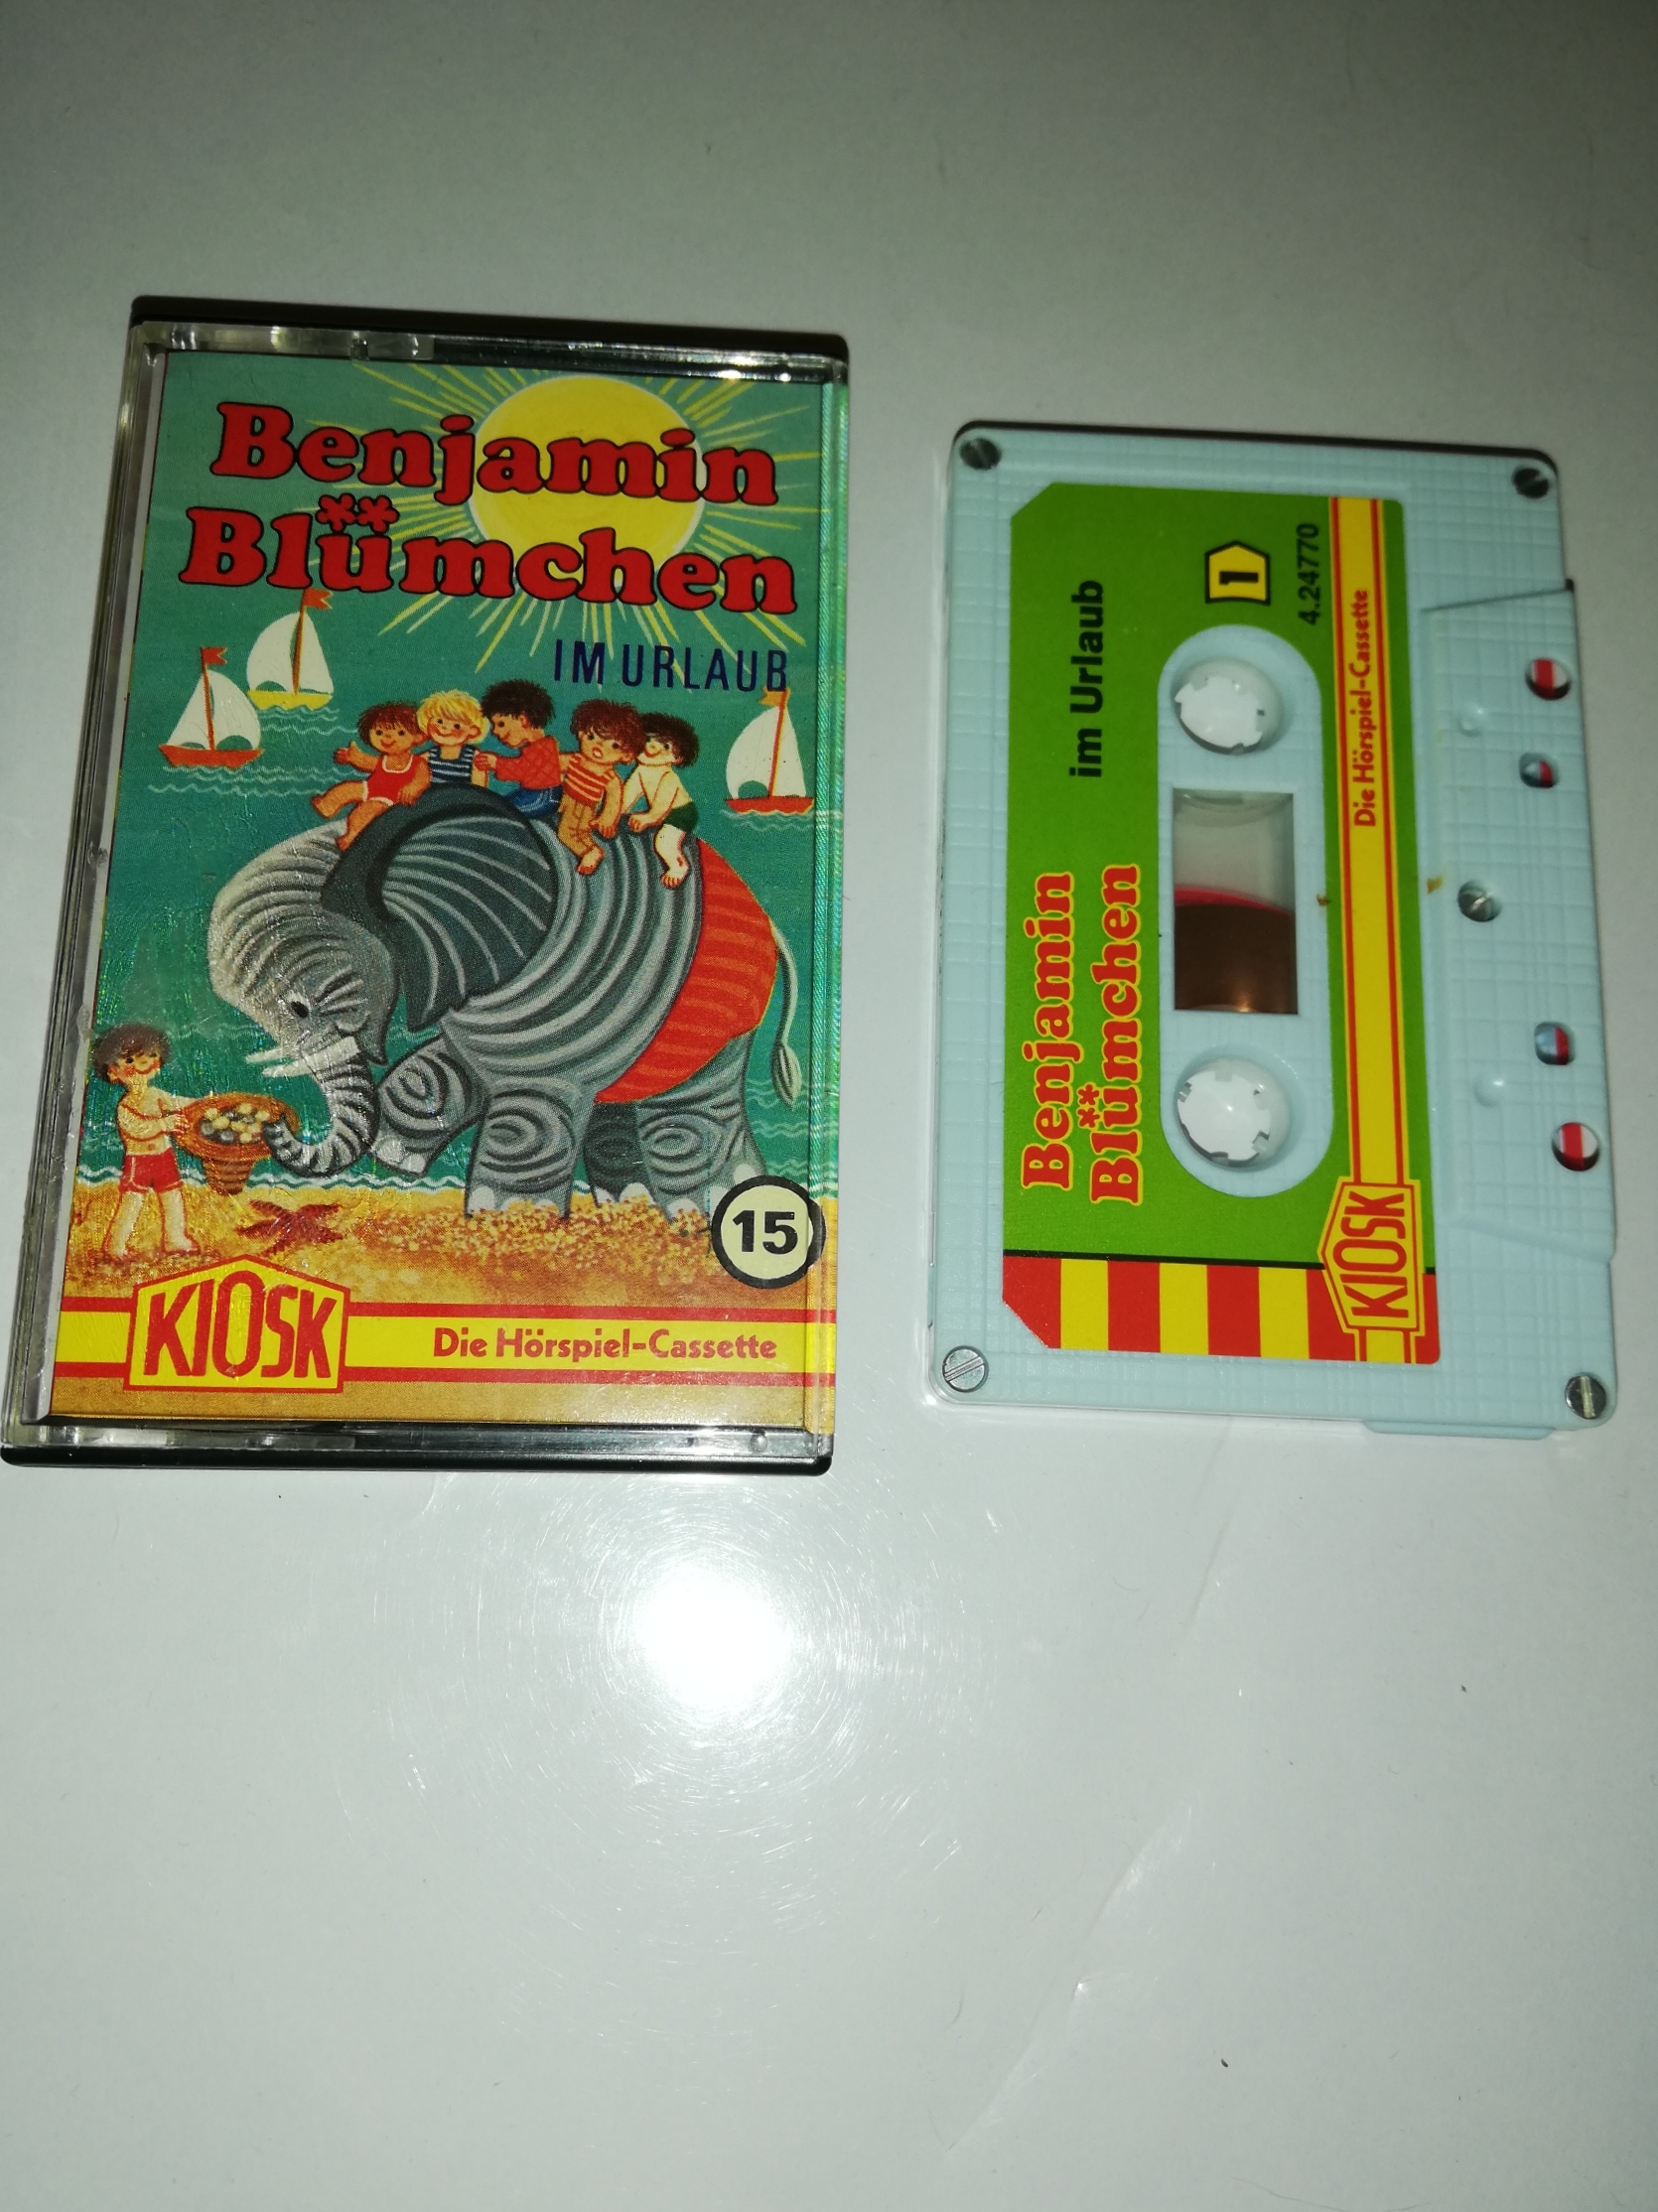 Benjamin
Blümchen
IM URLAUB
15
KIOSK
Die Hörspiel-Cassette
Benjamin
Blümchen
im Urlaub
1
4.24770
KIOSK
Die Hörspiel-Cassette